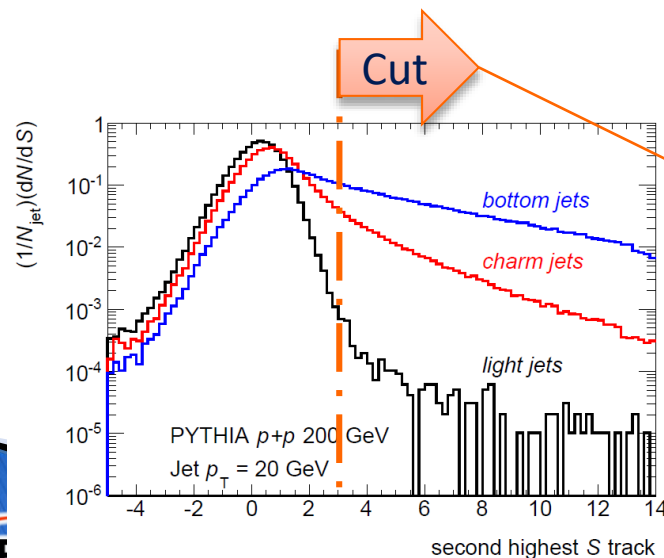 Cut
(1/N_jet)(dN/dS)
1
10^-1
10^-2
10^-3
10^-4
10^-5
10^-6
bottom jets
charm jets
light jets
PYTHIA p+p 200 GeV
Jet p_T = 20 GeV
-4 -2 0 2 4 6 8 10 12 14
second highest S track